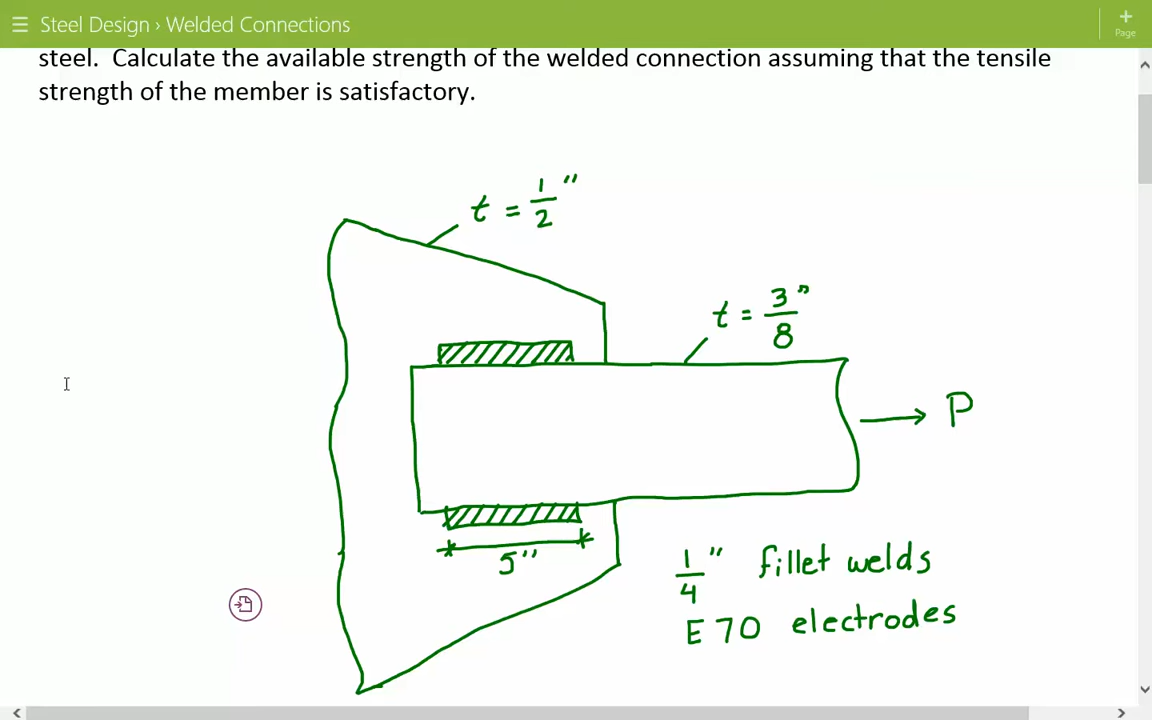 Steel Design › Welded Connections
Page
steel. Calculate the available strength of the welded connection assuming that the tensile
strength of the member is satisfactory.
t = 1/2"
t = 3/8"
P
5"
1/4" fillet welds
E70 electrodes